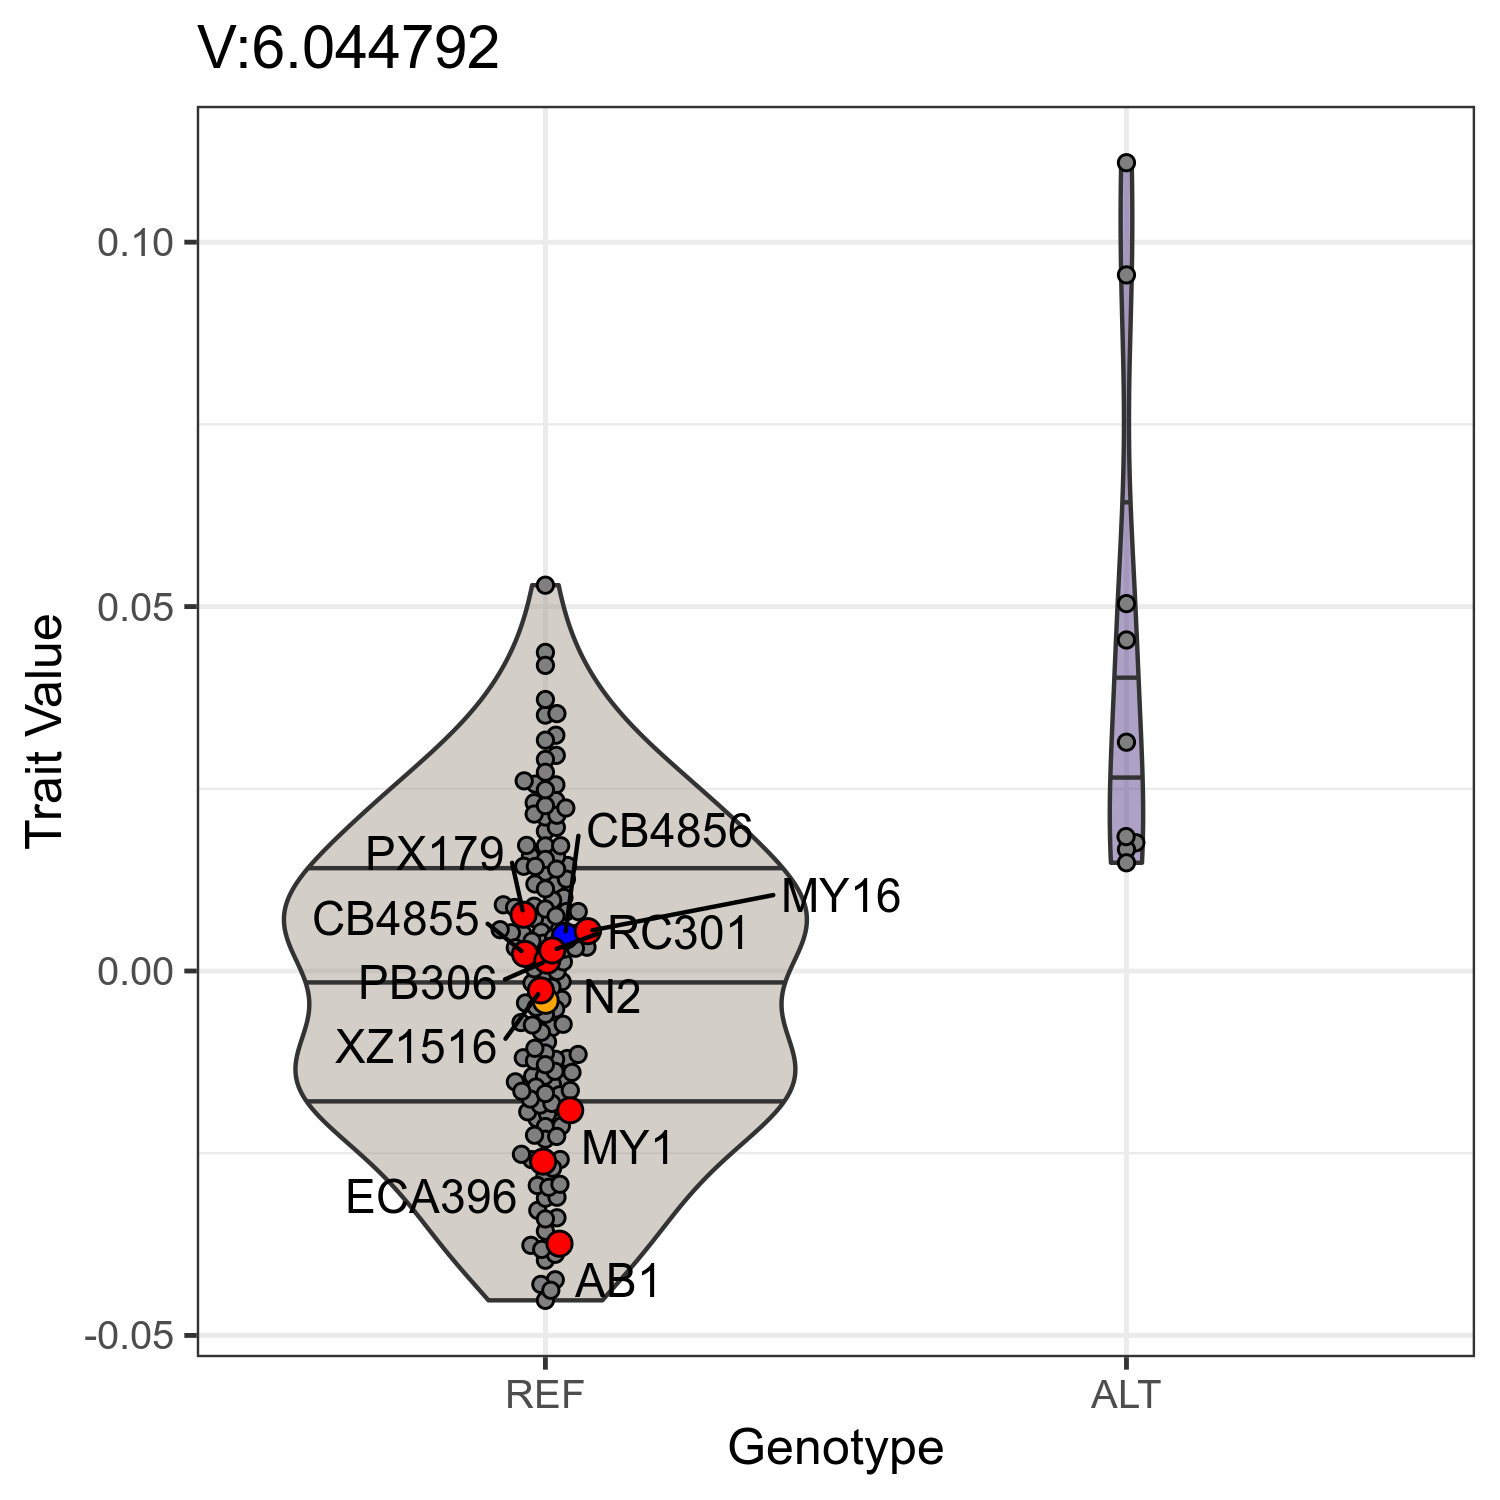 V:6.044792
Trait Value
0.10
0.05
0.00
-0.05
CB4856
PX179
MY16
CB4855
RC301
PB306
N2
XZ1516
MY1
ECA396
AB1
REF
ALT
Genotype